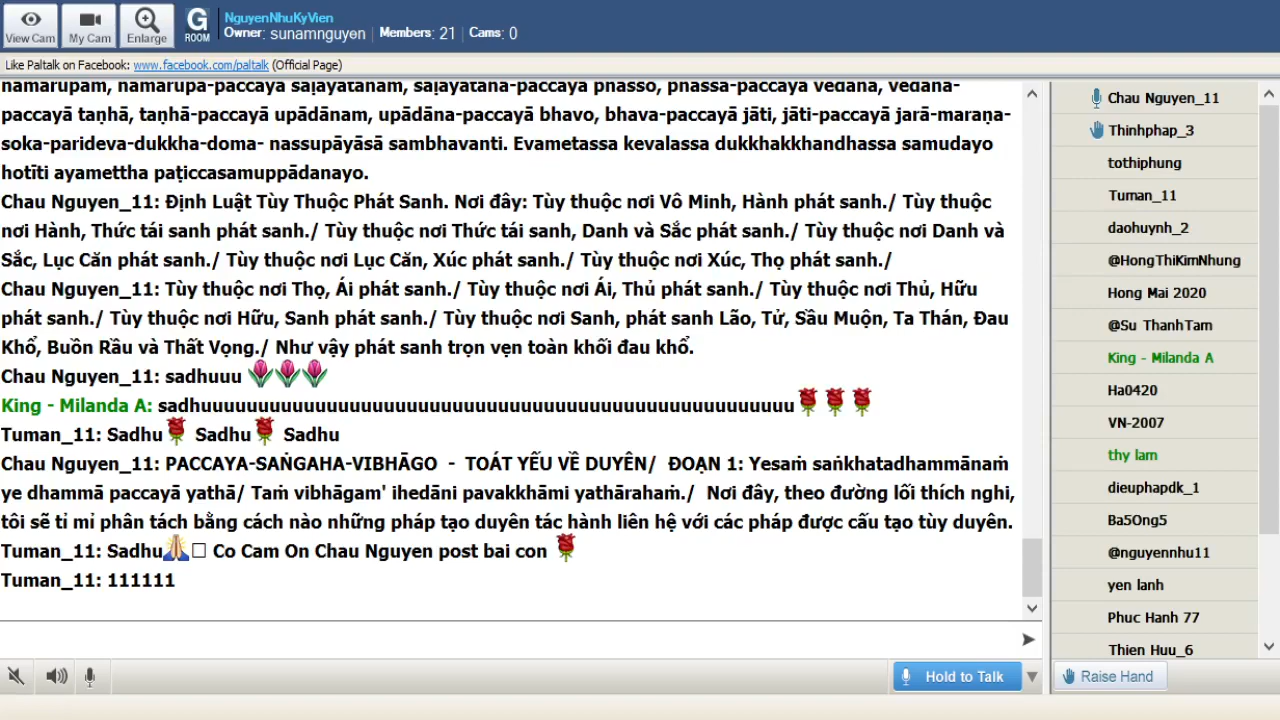 View Cam
My Cam
Enlarge
G
ROOM
NguyenNhuKyVien
Owner: sunamnguyen | Members: 21 | Cams: 0
Like Paltalk on Facebook: www.facebook.com/paltalk (Official Page)
nāmarūpaṁ, nāmarūpa-paccayā saḷāyatanaṁ, saḷāyatana-paccayā phasso, phassa-paccayā vedanā, vedanā-
paccayā taṇhā, taṇhā-paccayā upādānaṁ, upādāna-paccayā bhavo, bhava-paccayā jāti, jāti-paccayā jarā-maraṇa-
soka-parideva-dukkha-doma- nassupāyāsā sambhavanti. Evametassa kevalassa dukkhakkhandhassa samudayo
hotīti ayamettha paṭiccasamuppādanayo.
Chau Nguyen_11: Định Luật Tùy Thuộc Phát Sanh. Nơi đây: Tùy thuộc nơi Vô Minh, Hành phát sanh./ Tùy thuộc
nơi Hành, Thức tái sanh phát sanh./ Tùy thuộc nơi Thức tái sanh, Danh và Sắc phát sanh./ Tùy thuộc nơi Danh và
Sắc, Lục Căn phát sanh./ Tùy thuộc nơi Lục Căn, Xúc phát sanh./ Tùy thuộc nơi Xúc, Thọ phát sanh./
Chau Nguyen_11: Tùy thuộc nơi Thọ, Ái phát sanh./ Tùy thuộc nơi Ái, Thủ phát sanh./ Tùy thuộc nơi Thủ, Hữu
phát sanh./ Tùy thuộc nơi Hữu, Sanh phát sanh./ Tùy thuộc nơi Sanh, phát sanh Lão, Tử, Sầu Muộn, Ta Thán, Đau
Khổ, Buồn Rầu và Thất Vọng./ Như vậy phát sanh trọn vẹn toàn khối đau khổ.
Chau Nguyen_11: sadhuuu 🌷🌷🌷
King - Milanda A: sadhuuuuuuuuuuuuuuuuuuuuuuuuuuuuuuuuuuuuuuuuuuuuuuuuuuuu🌹🌹🌹
Tuman_11: Sadhu🌹 Sadhu🌹 Sadhu
Chau Nguyen_11: PACCAYA-SAṄGAHA-VIBHĀGO - TOÁT YẾU VỀ DUYÊN/ ĐOẠN 1: Yesaṁ saṅkhatadhammānaṁ
ye dhammā paccayā yathā/ Taṁ vibhāgam' ihedāni pavakkhāmi yathārahaṁ./ Nơi đây, theo đường lối thích nghi,
tôi sẽ tỉ mỉ phân tách bằng cách nào những pháp tạo duyên tác hành liên hệ với các pháp được cấu tạo tùy duyên.
Tuman_11: Sadhu🙏□ Co Cam On Chau Nguyen post bai con 🌹
Tuman_11: 111111
Hold to Talk
Chau Nguyen_11
Thinhphap_3
tothiphung
Tuman_11
daohuynh_2
@HongThiKimNhung
Hong Mai 2020
@Su ThanhTam
King - Milanda A
Ha0420
VN-2007
thy lam
dieuphapdk_1
Ba5Ong5
@nguyennhu11
yen lanh
Phuc Hanh 77
Thien Huu_6
Raise Hand